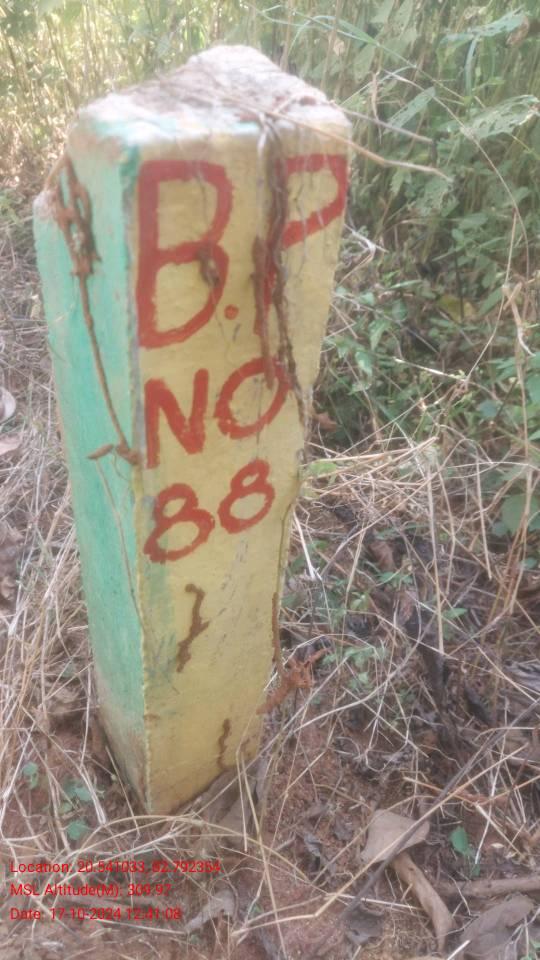 B.P
NO
88
Location: 20.541033, 82.792354
MSL Altitude(M): 309.97
Date: 17-10-2024 12:41:08